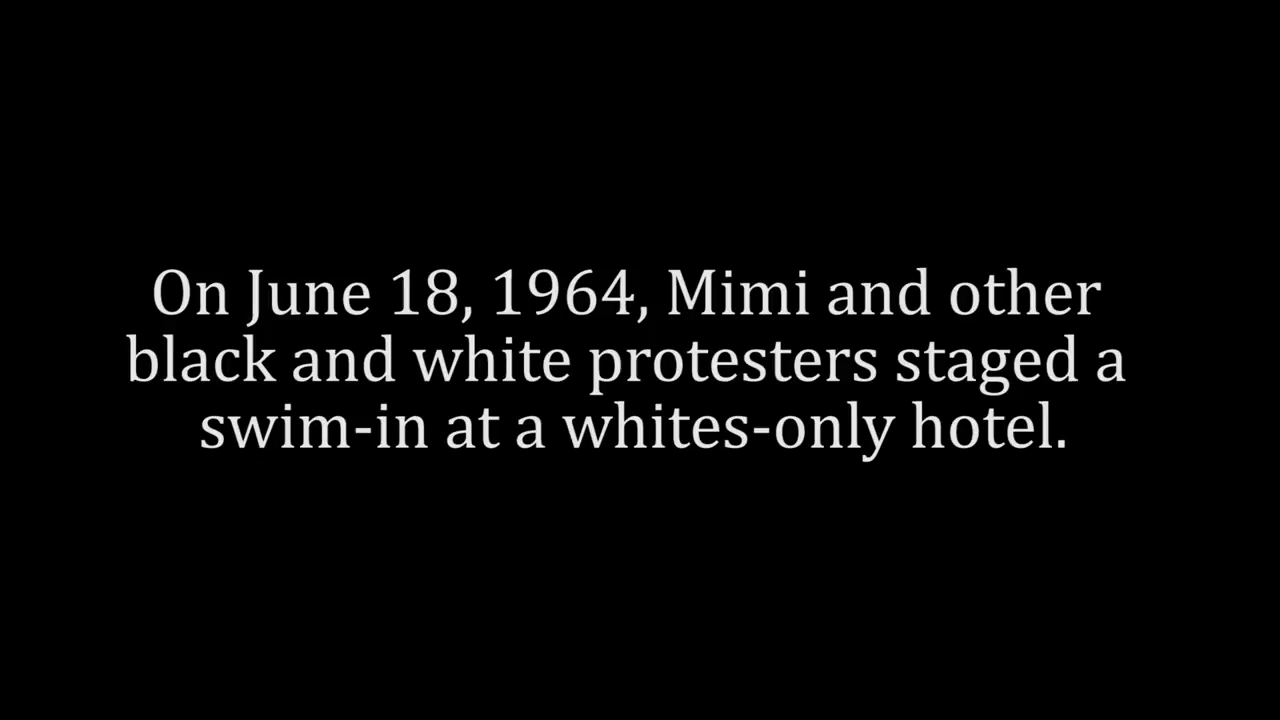 On June 18, 1964, Mimi and other
black and white protesters staged a
swim-in at a whites-only hotel.